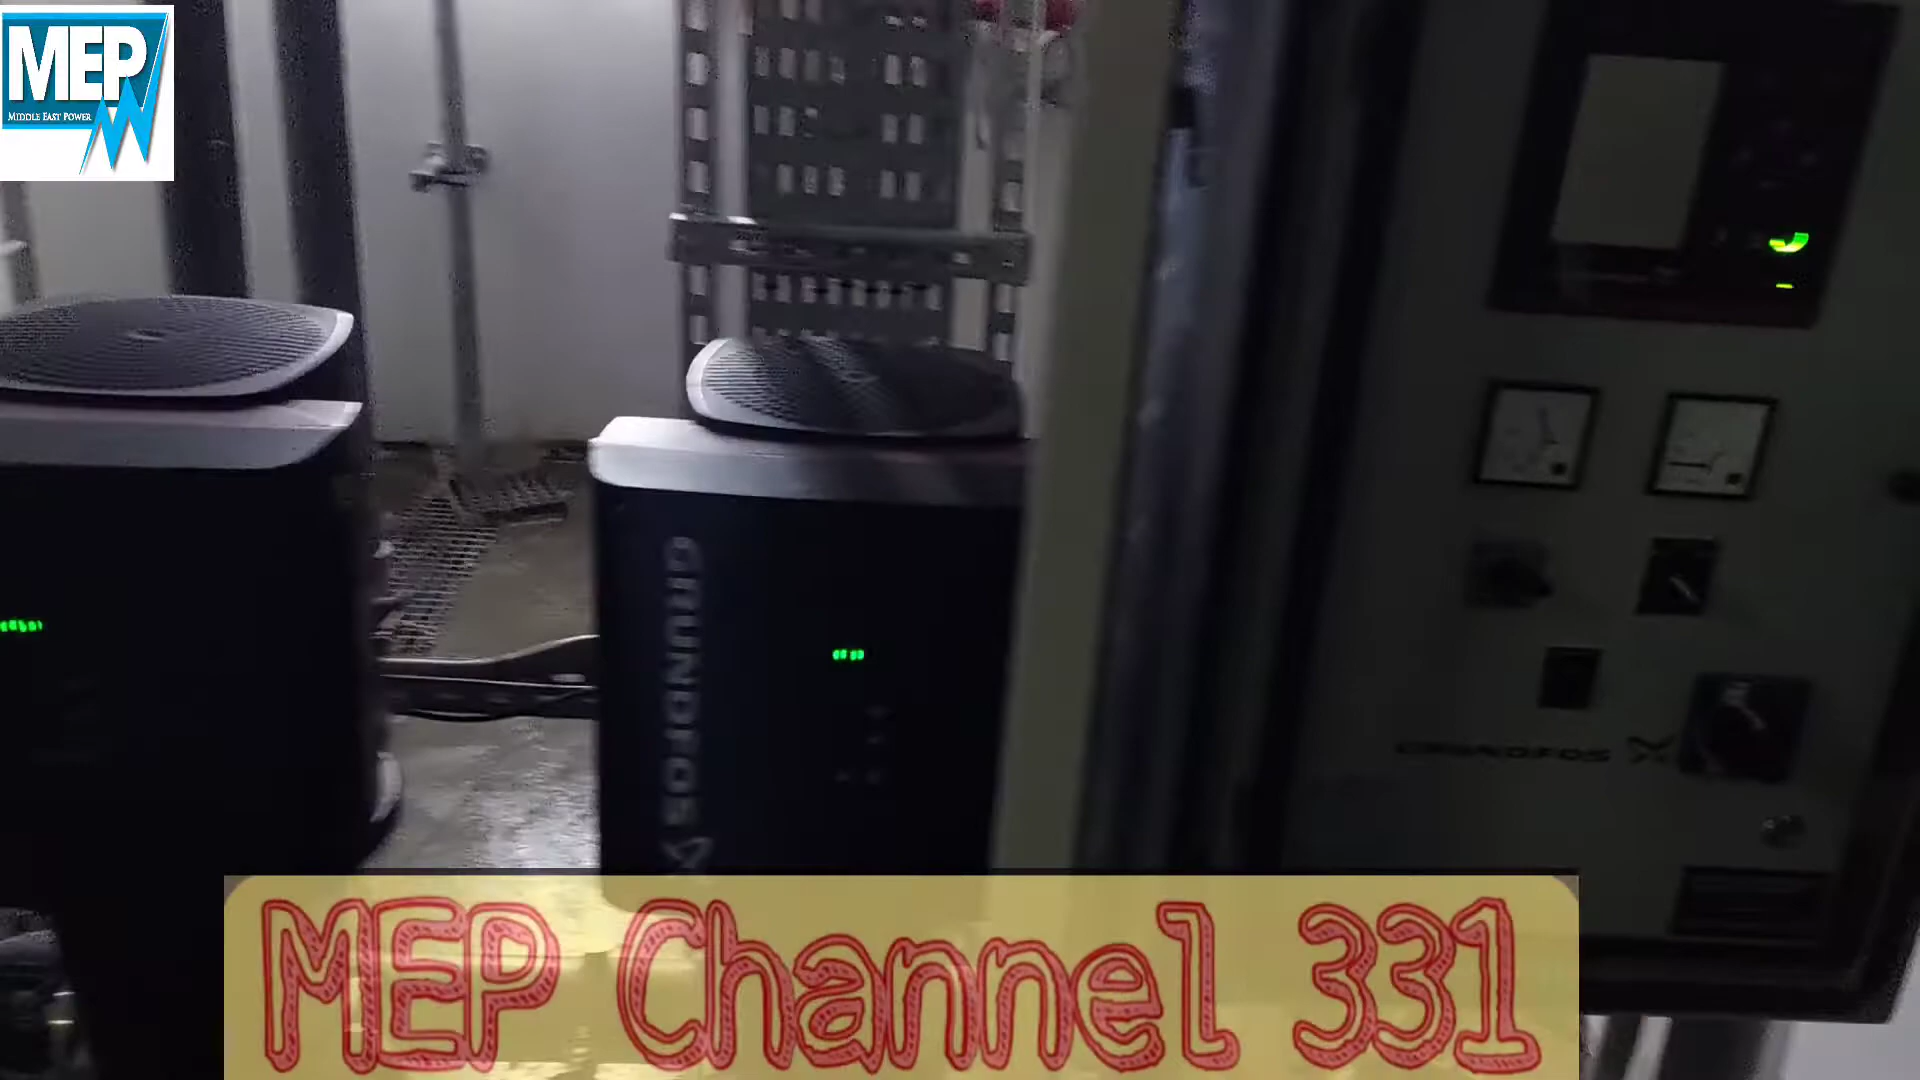 MEP
MIDDLE EAST POWER
GRUNDFOS
GRUNDFOS
MEP Channel 331